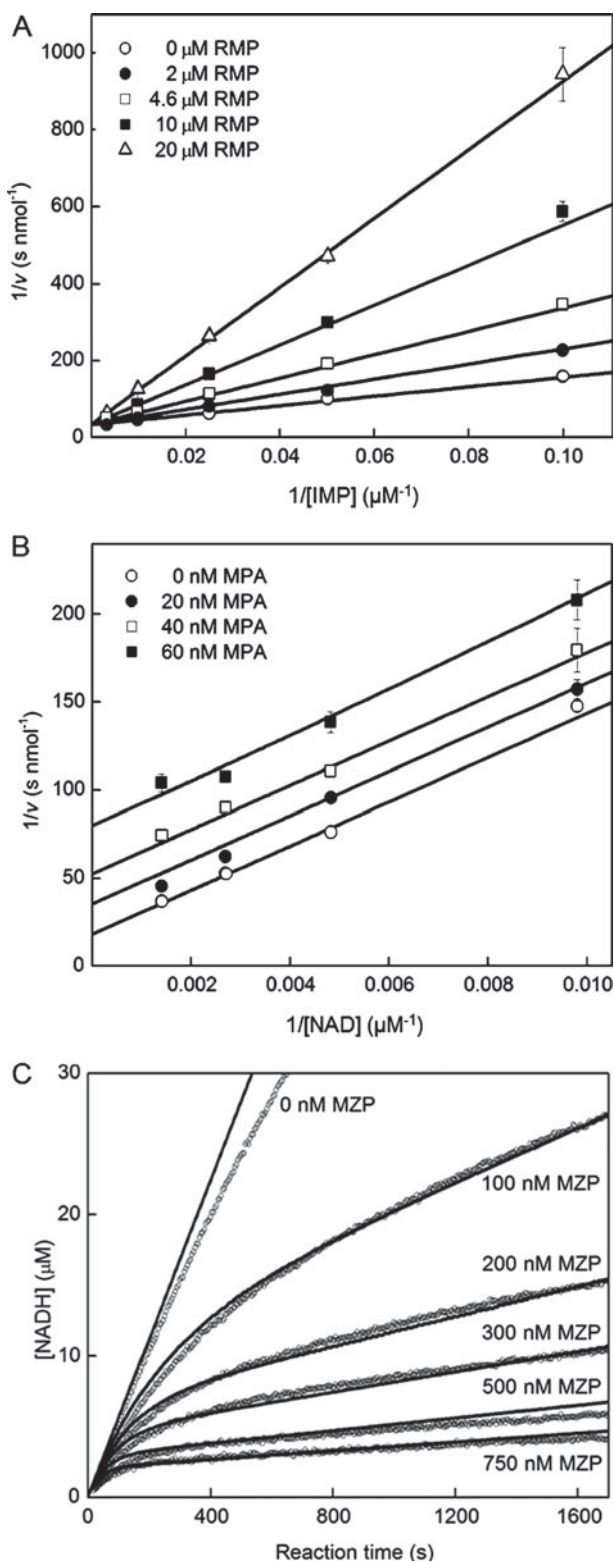 A
1000
800
600
400
200
0
1/v (s nmol⁻¹)
0 µM RMP
2 µM RMP
4.6 µM RMP
10 µM RMP
20 µM RMP
0.02 0.04 0.06 0.08 0.10
1/[IMP] (µM⁻¹)
B
200
150
100
50
0
1/v (s nmol⁻¹)
0 nM MPA
20 nM MPA
40 nM MPA
60 nM MPA
0.002 0.004 0.006 0.008 0.010
1/[NAD] (µM⁻¹)
C
30
20
10
0
[NADH] (µM)
0 nM MZP
100 nM MZP
200 nM MZP
300 nM MZP
500 nM MZP
750 nM MZP
0 400 800 1200 1600
Reaction time (s)